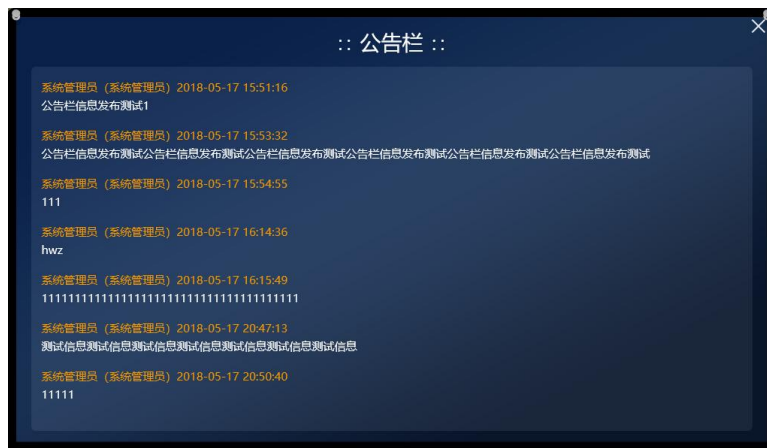 :: 公告栏 ::
系统管理员 (系统管理员) 2018-05-17 15:51:16
公告栏信息发布测试1
系统管理员 (系统管理员) 2018-05-17 15:53:32
公告栏信息发布测试公告栏信息发布测试公告栏信息发布测试公告栏信息发布测试公告栏信息发布测试公告栏信息发布测试
系统管理员 (系统管理员) 2018-05-17 15:54:55
111
系统管理员 (系统管理员) 2018-05-17 16:14:36
hwz
系统管理员 (系统管理员) 2018-05-17 16:15:49
11111111111111111111111111111111111111
系统管理员 (系统管理员) 2018-05-17 20:47:13
测试信息测试信息测试信息测试信息测试信息测试信息测试信息
系统管理员 (系统管理员) 2018-05-17 20:50:40
11111